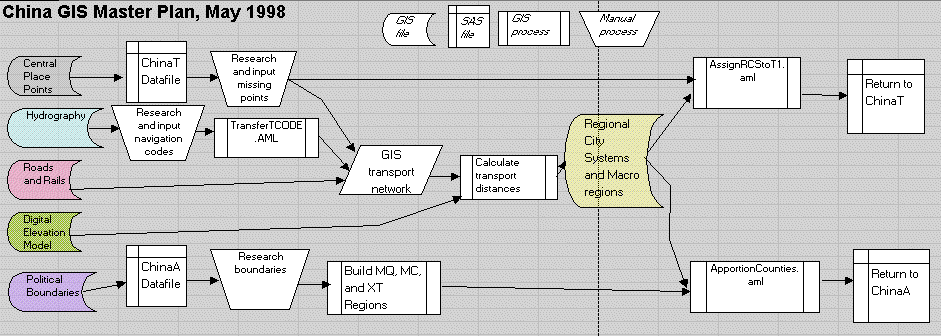 China GIS Master Plan, May 1998
GIS
file
SAS
file
GIS
process
Manual
process
Central
Place
Points
ChinaT
Datafile
Research
and input
missing
points
AssignRCStoT1.
aml
Return to
ChinaT
Hydrography
Research
and input
navigation
codes
TransferTCODE
.AML
Regional
City
Systems
and Macro
regions
GIS
transport
network
Calculate
transport
distances
Roads
and Rails
Digital
Elevation
Model
Political
Boundaries
ChinaA
Datafile
Research
boundaries
Build MQ, MC,
and XT
Regions
ApportionCounties.
aml
Return to
ChinaA